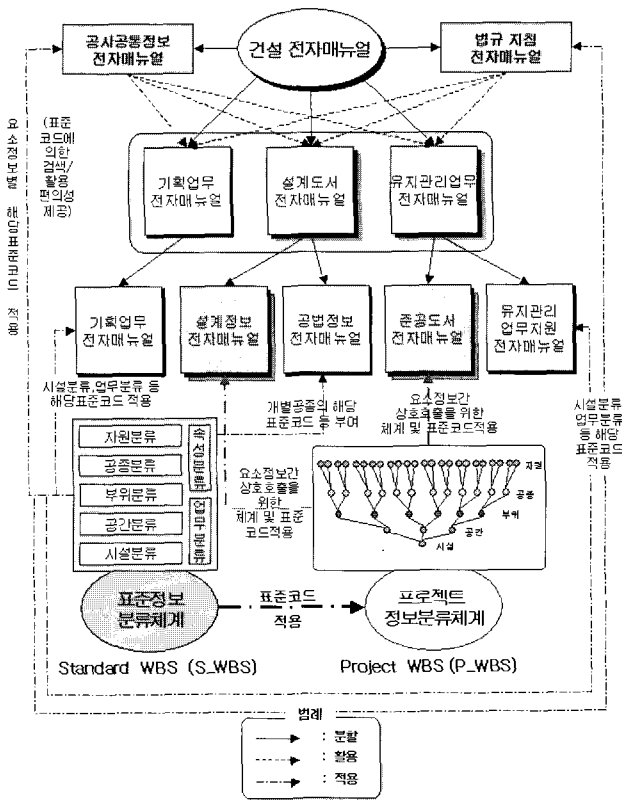 공사공통정보
전자매뉴얼
건설 전자매뉴얼
법규 지침
전자매뉴얼
요소정보별 해당표준코드 적용
(표준
코드에
의한
검색/
활용
편의성
제공)
기획업무
전자매뉴얼
설계도서
전자매뉴얼
유지관리업무
전자매뉴얼
기획업무
전자매뉴얼
설계정보
전자매뉴얼
공법정보
전자매뉴얼
준공도서
전자매뉴얼
유지관리
업무지원
전자매뉴얼
시설분류,업무분류 등
해당표준코드 적용
개별공종의 해당
표준코드 등 부여
요소정보간
상호호출을 위한
체계 및 표준코드적용
시설분류
업무분류
등 해당
표준코드
적용
자원분류
공종분류
부위분류
공간분류
시설분류
요소정보간
상호호출을
위한
체계 및 표준
코드적용
자원
공종
부위
공간
시설
표준정보
분류체계
표준코드
적용
프로젝트
정보분류체계
Standard WBS (S_WBS)
Project WBS (P_WBS)
범례
: 분할
: 활용
: 적용